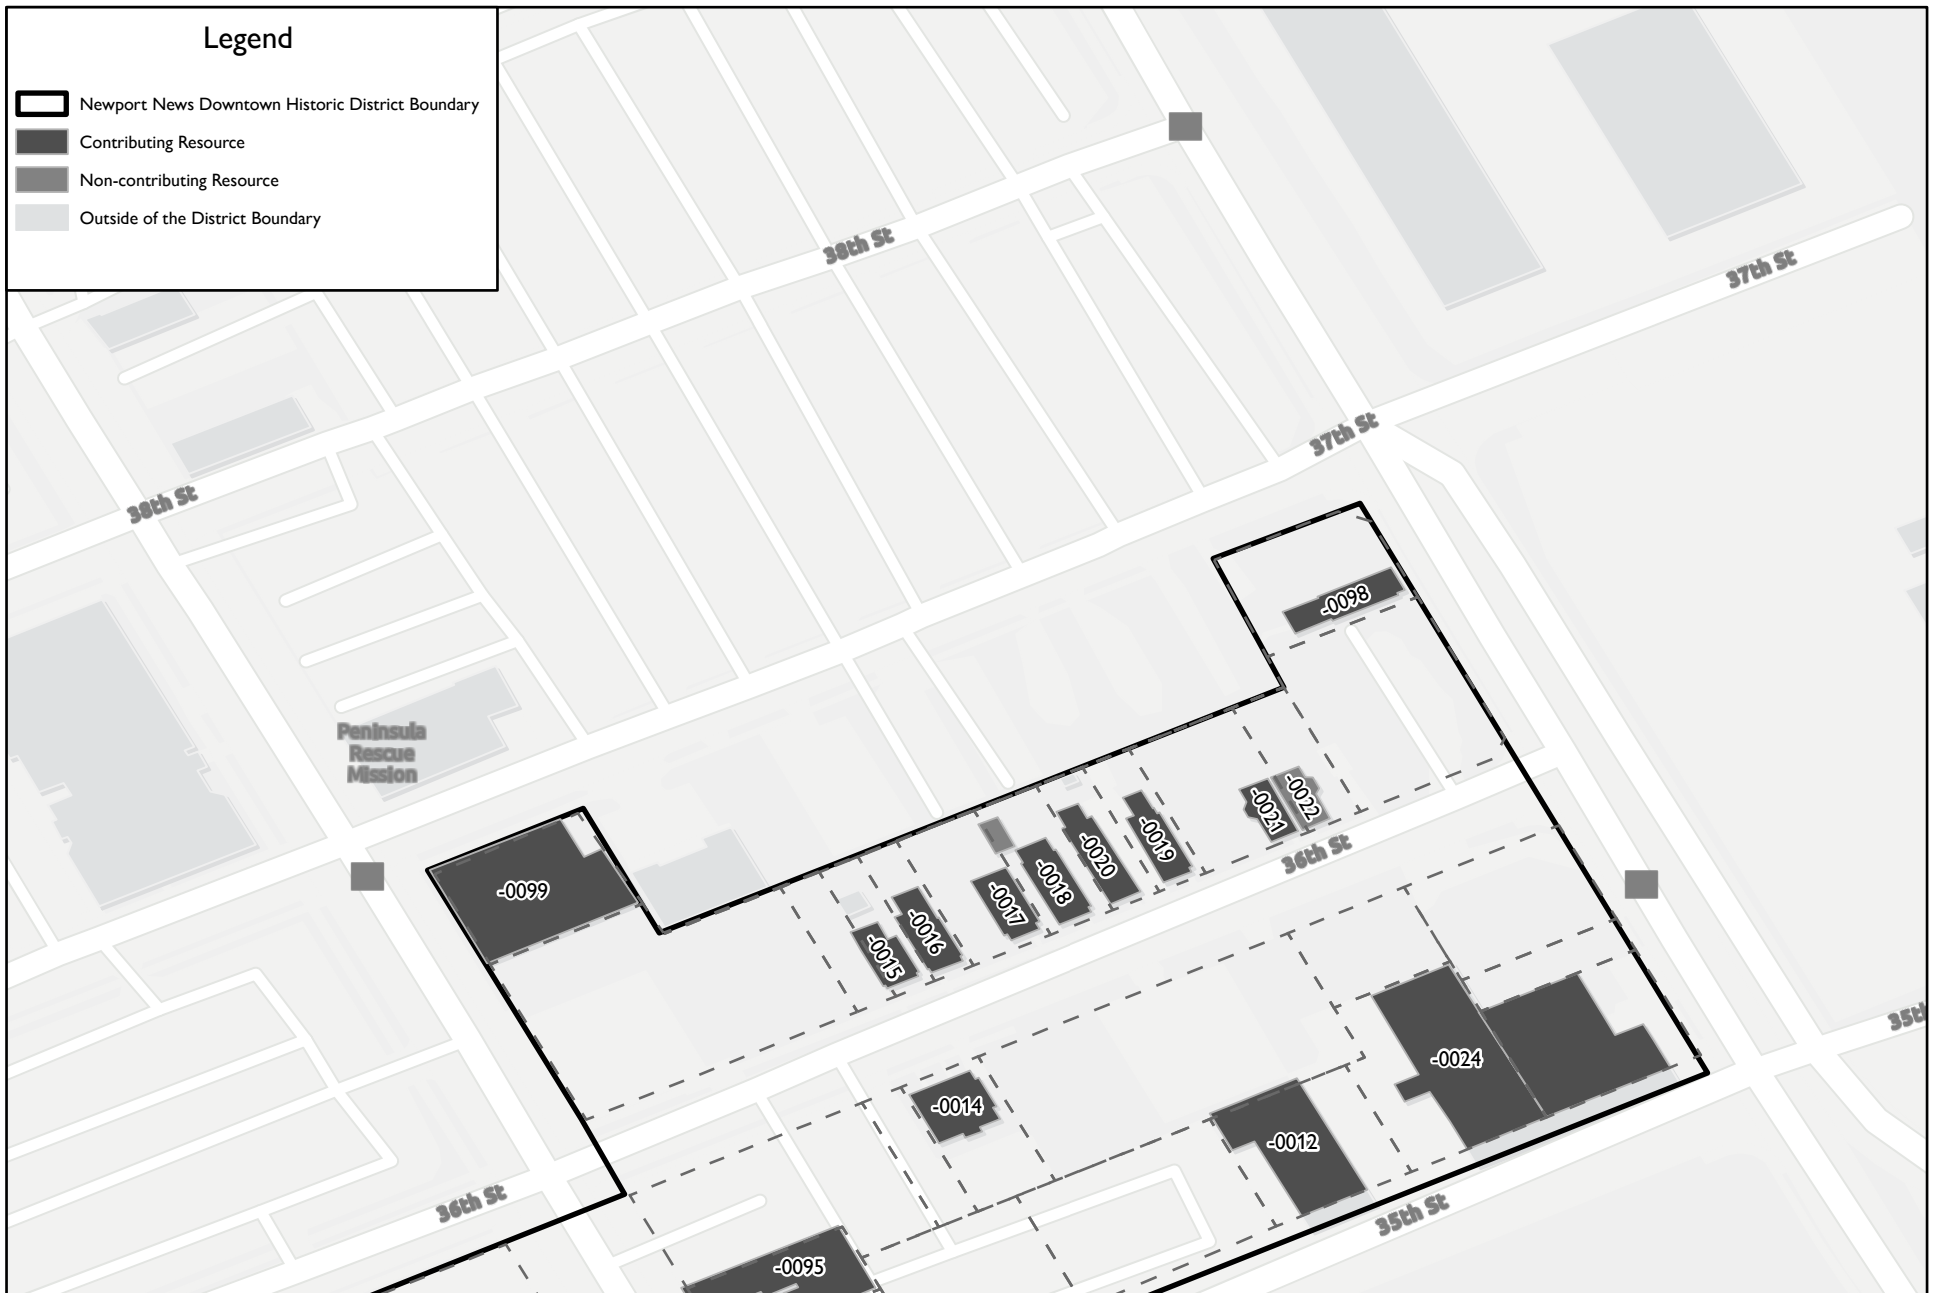 Legend
Newport News Downtown Historic District Boundary
Contributing Resource
Non-contributing Resource
Outside of the District Boundary
38th St
37th St
37th St
38th St
-0098
Peninsula
Rescue
Mission
-0022
-0021
-0019
-0020
36th St
-0018
-0099
-0017
-0016
-0015
35th
-0024
-0014
-0012
36th St
35th St
-0095